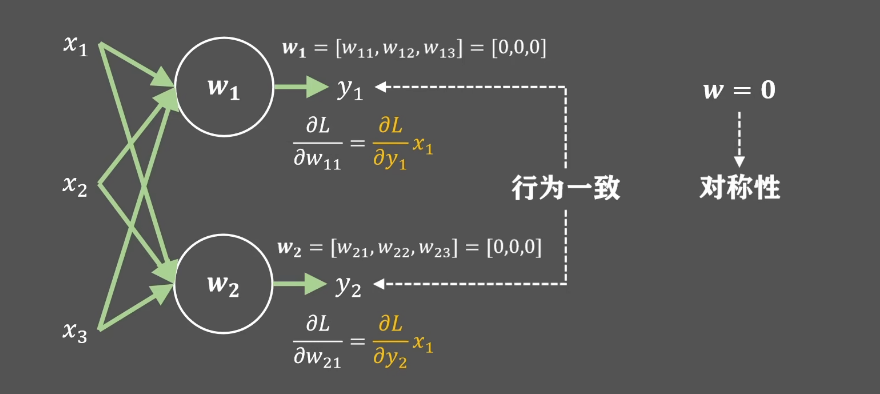 x₁
w₁
w₁ = [w₁₁, w₁₂, w₁₃] = [0,0,0]
y₁
∂L/∂w₁₁ = ∂L/∂y₁ x₁
w = 0
x₂
行为一致
对称性
w₂ = [w₂₁, w₂₂, w₂₃] = [0,0,0]
w₂
y₂
x₃
∂L/∂w₂₁ = ∂L/∂y₂ x₁